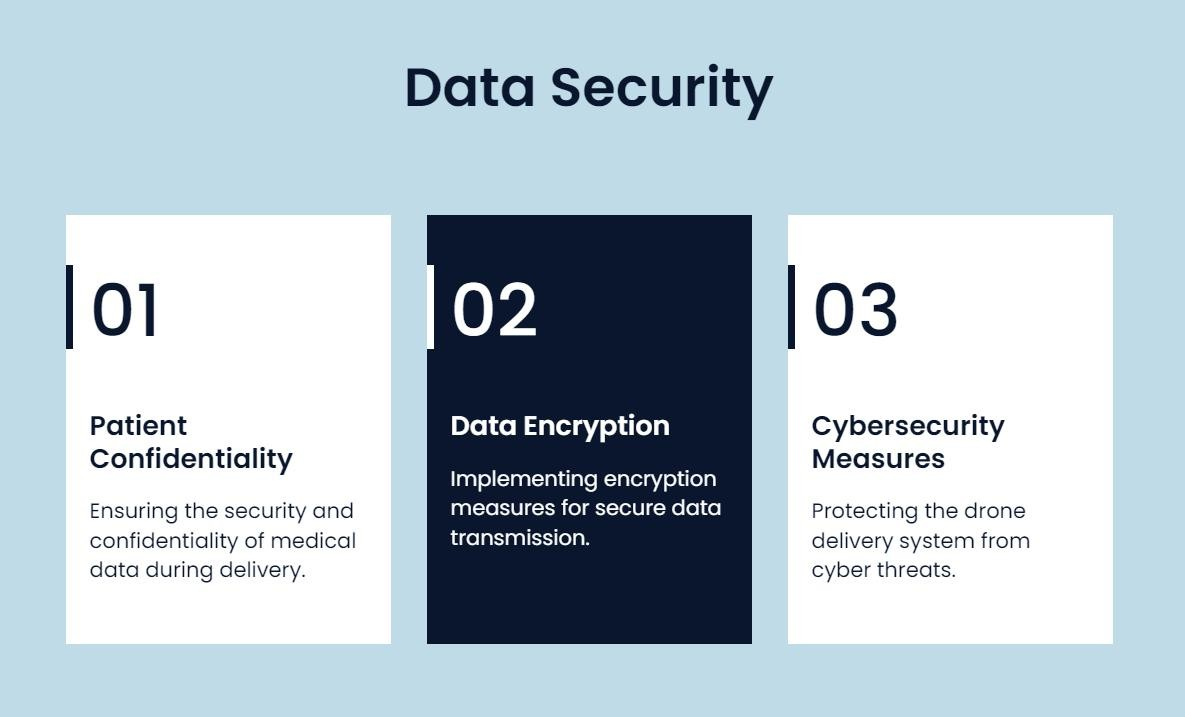 Data Security
01
Patient
Confidentiality
Ensuring the security and
confidentiality of medical
data during delivery.
02
Data Encryption
Implementing encryption
measures for secure data
transmission.
03
Cybersecurity
Measures
Protecting the drone
delivery system from
cyber threats.